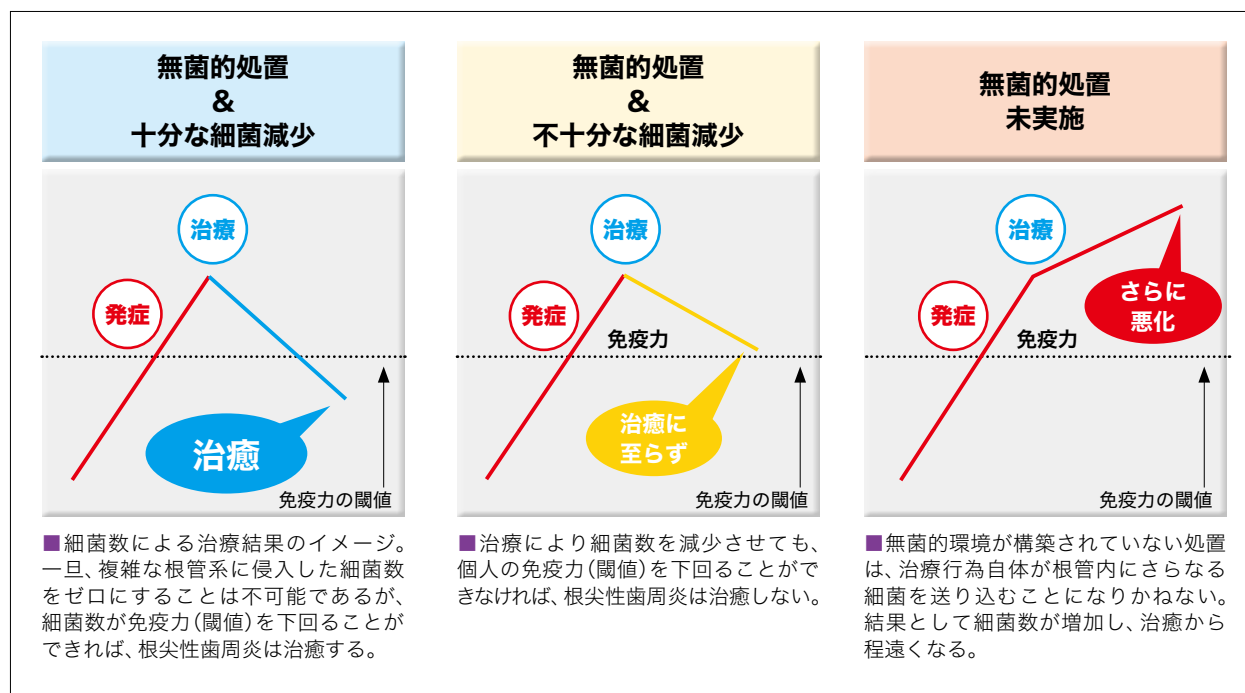 無菌的処置
&
十分な細菌減少
治療
発症
治癒
免疫力の閾値
■細菌数による治療結果のイメージ。
一旦、複雑な根管系に侵入した細菌数
をゼロにすることは不可能であるが、
細菌数が免疫力(閾値)を下回ることが
できれば、根尖性歯周炎は治癒する。
無菌的処置
&
不十分な細菌減少
治療
発症
免疫力
治癒に
至らず
免疫力の閾値
■治療により細菌数を減少させても、
個人の免疫力(閾値)を下回ることがで
きなければ、根尖性歯周炎は治癒しない。
無菌的処置
未実施
治療
発症
さらに
悪化
免疫力
免疫力の閾値
■無菌的環境が構築されていない処置
は、治療行為自体が根管内にさらなる
細菌を送り込むことになりかねない。
結果として細菌数が増加し、治癒から
程遠くなる。